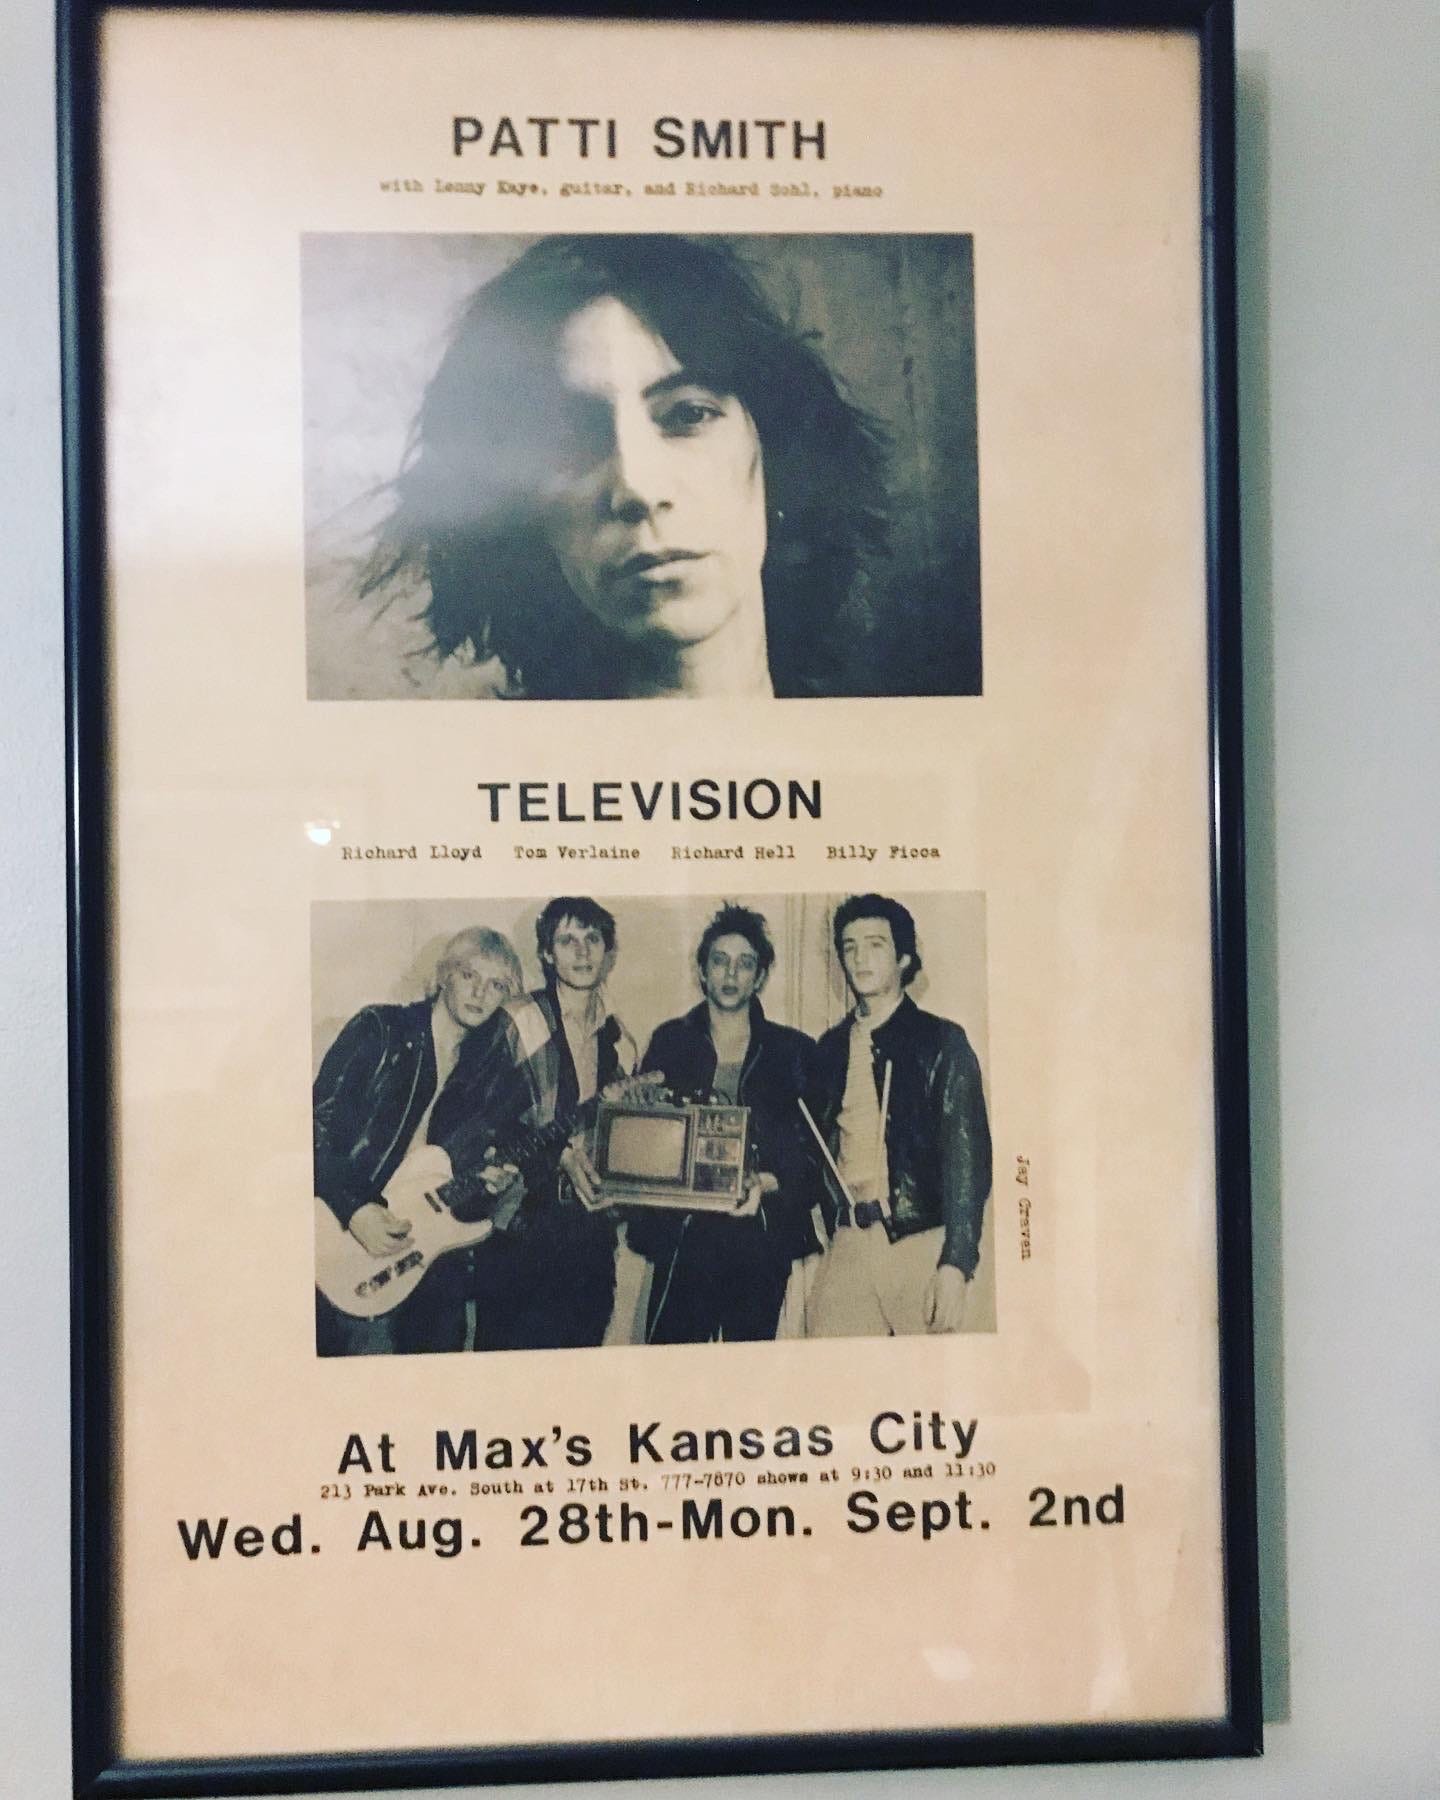 PATTI SMITH
with Lenny Kaye, guitar, and Richard Sohl, piano
TELEVISION
Richard Lloyd Tom Verlaine Richard Hell Billy Ficca
Jay Craven
At Max's Kansas City
213 Park Ave. South at 17th St. 777-7870 shows at 9:30 and 11:30
Wed. Aug. 28th-Mon. Sept. 2nd